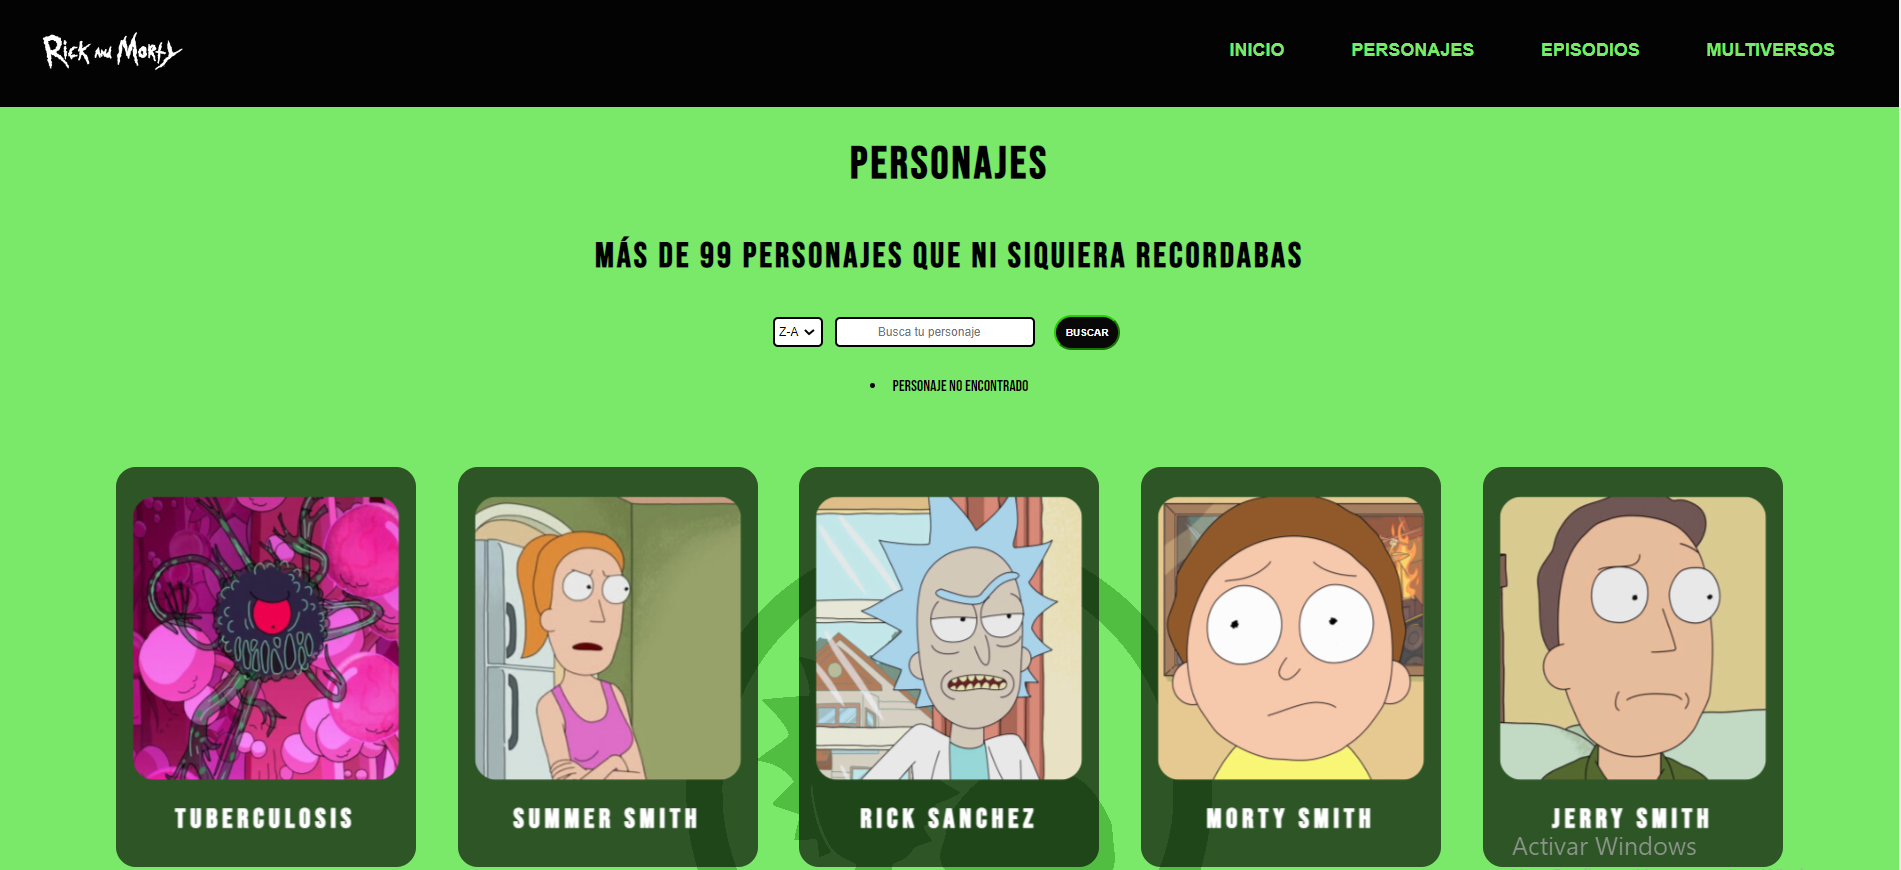 Rick and Morty
INICIO PERSONAJES EPISODIOS MULTIVERSOS
PERSONAJES
MÁS DE 99 PERSONAJES QUE NI SIQUIERA RECORDABAS
Z-A Busca tu personaje BUSCAR
• PERSONAJE NO ENCONTRADO
TUBERCULOSIS SUMMER SMITH RICK SANCHEZ MORTY SMITH JERRY SMITH
Activar Windows